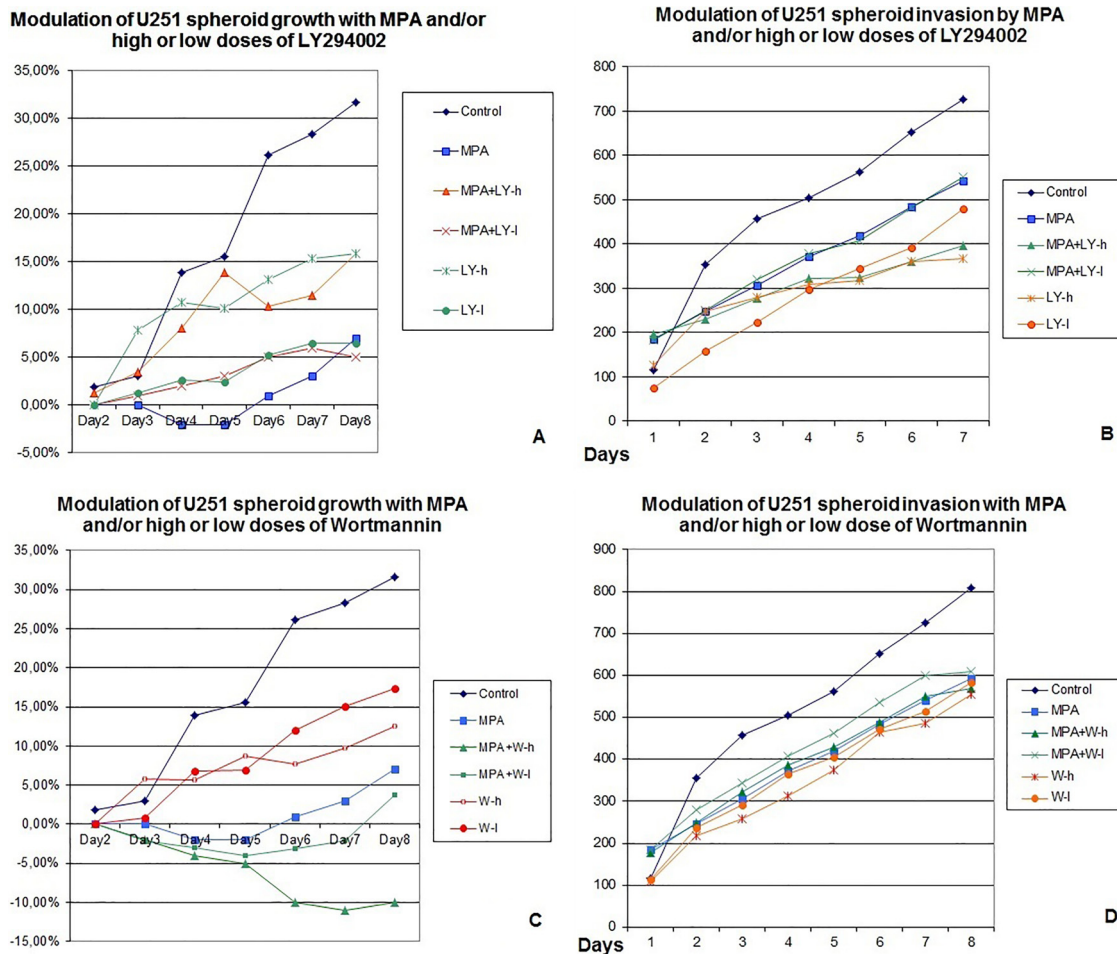 Modulation of U251 spheroid growth with MPA and/or
high or low doses of LY294002
35,00%
30,00%
25,00%
20,00%
15,00%
10,00%
5,00%
0,00%
-5,00%
Day2 Day3 Day4 Day5 Day6 Day7 Day8
Control
MPA
MPA+LY-h
MPA+LY-l
LY-h
LY-l
A
Modulation of U251 spheroid invasion by MPA
and/or high or low doses of LY294002
800
700
600
500
400
300
200
100
0
1 2 3 4 5 6 7
Days
Control
MPA
MPA+LY-h
MPA+LY-l
LY-h
LY-l
B
Modulation of U251 spheroid growth with MPA
and/or high or low doses of Wortmannin
35,00%
30,00%
25,00%
20,00%
15,00%
10,00%
5,00%
0,00%
-5,00%
-10,00%
-15,00%
Day2 Day3 Day4 Day5 Day6 Day7 Day8
Control
MPA
MPA+W-h
MPA+W-l
W-h
W-l
C
Modulation of U251 spheroid invasion with MPA
and/or high or low dose of Wortmannin
900
800
700
600
500
400
300
200
100
0
Days 1 2 3 4 5 6 7 8
Control
MPA
MPA+W-h
MPA+W-l
W-h
W-l
D